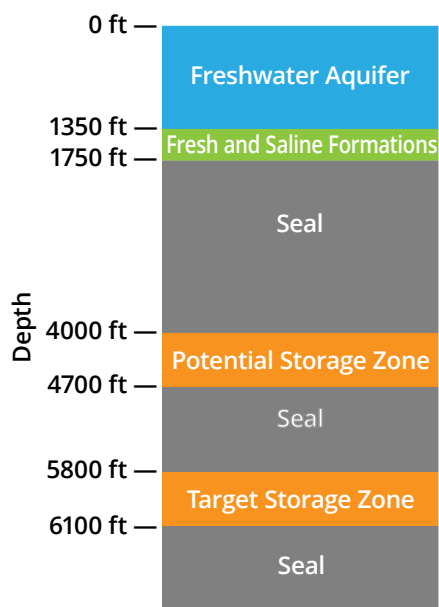 0 ft
Freshwater Aquifer
1350 ft
Fresh and Saline Formations
1750 ft
Seal
Depth
4000 ft
Potential Storage Zone
4700 ft
Seal
5800 ft
Target Storage Zone
6100 ft
Seal